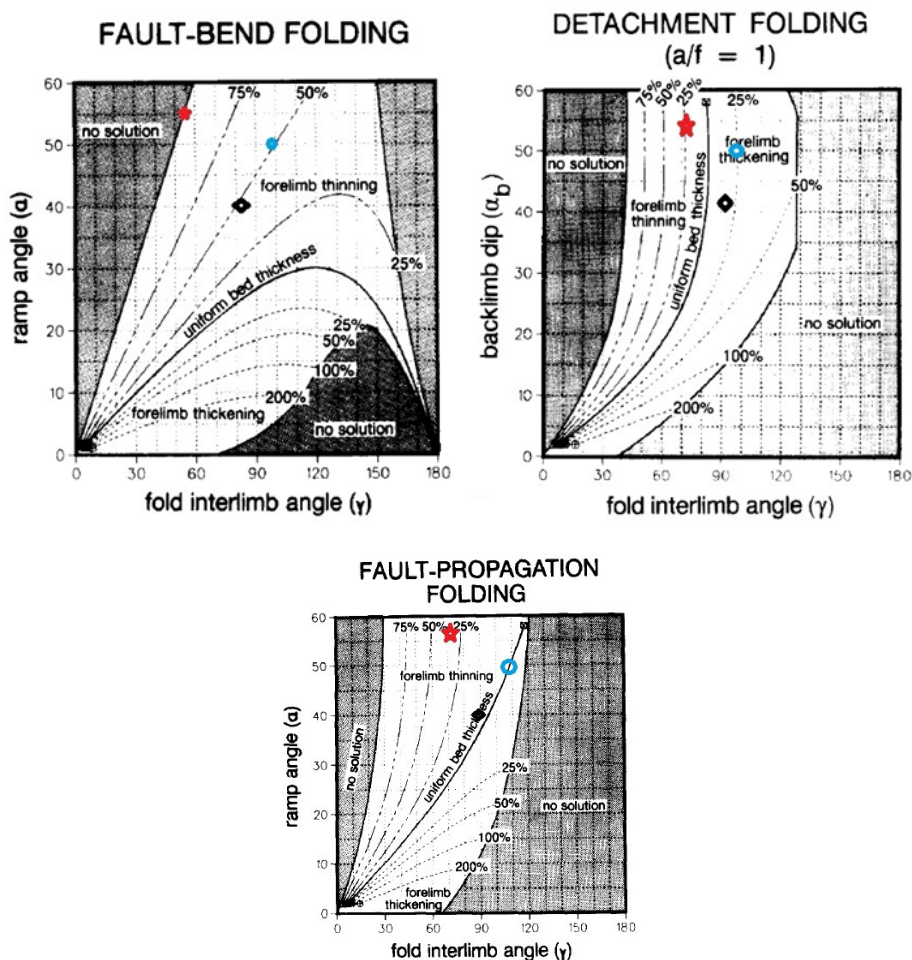 FAULT-BEND FOLDING
60
50
40
30
20
10
0
ramp angle (α)
no solution
75%
50%
forelimb thinning
25%
uniform bed thickness
25%
50%
100%
200%
forelimb thickening
no solution
0 30 60 90 120 150 180
fold interlimb angle (γ)
DETACHMENT FOLDING
(a/f = 1)
60
50
40
30
20
10
0
backlimb dip (αb)
75%
50%
25%
25%
no solution
forelimb
thickening
forelimb
thinning
uniform bed thickness
50%
no solution
100%
200%
0 30 60 90 120 150 180
fold interlimb angle (γ)
FAULT-PROPAGATION
FOLDING
60
50
40
30
20
10
0
ramp angle (α)
75% 50% 25%
forelimb thinning
no solution
uniform bed thickness
25%
50%
no solution
100%
200%
forelimb
thickening
0 30 60 90 120 150 180
fold interlimb angle (γ)